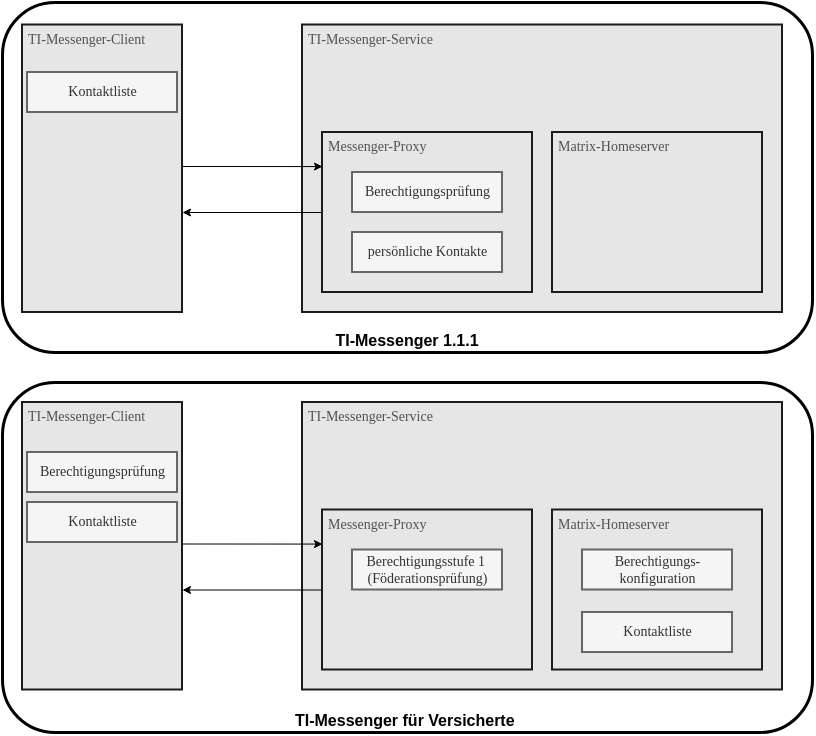 TI-Messenger-Client
TI-Messenger-Service
Kontaktliste
Messenger-Proxy
Matrix-Homeserver
Berechtigungsprüfung
persönliche Kontakte
TI-Messenger 1.1.1
TI-Messenger-Client
TI-Messenger-Service
Berechtigungsprüfung
Kontaktliste
Messenger-Proxy
Matrix-Homeserver
Berechtigungsstufe 1
(Föderationsprüfung)
Berechtigungs-
konfiguration
Kontaktliste
TI-Messenger für Versicherte